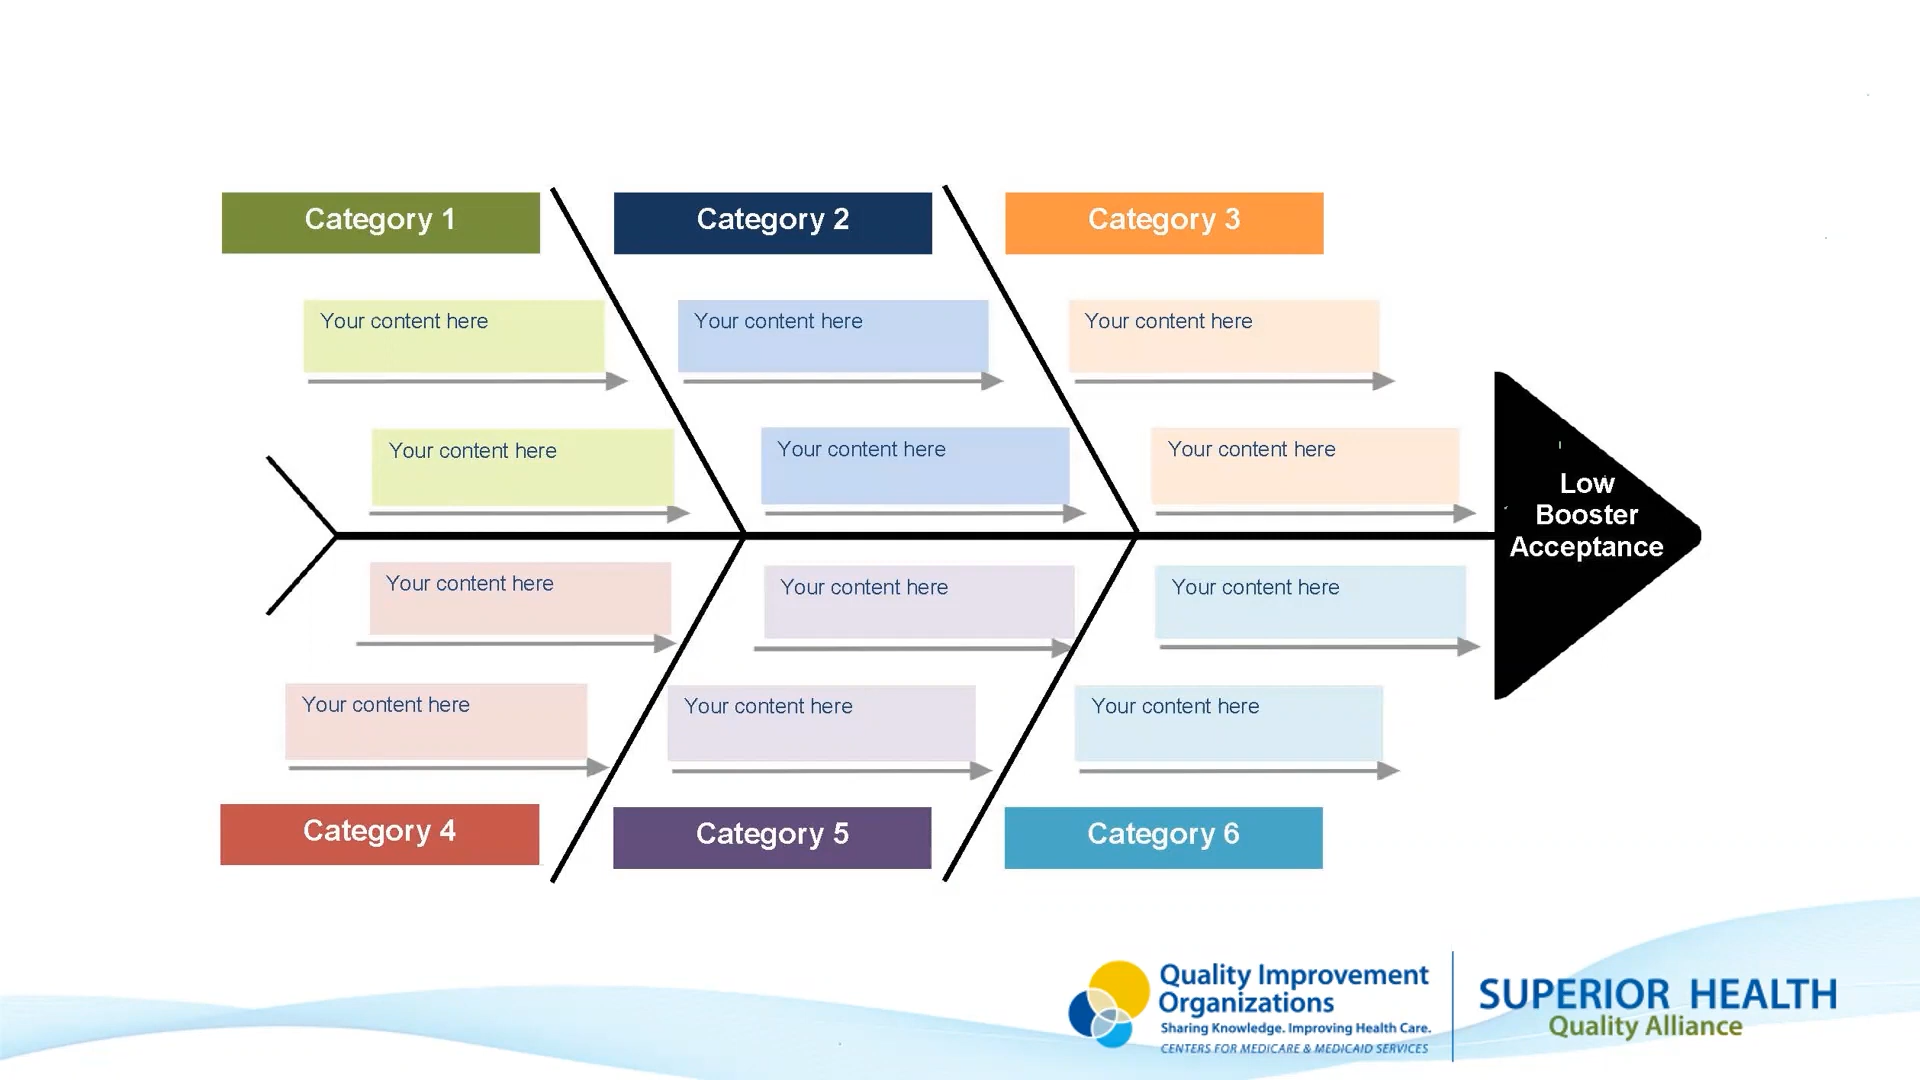 Category 1
Category 2
Category 3
Your content here
Your content here
Your content here
Your content here
Your content here
Your content here
Low
Booster
Acceptance
Your content here
Your content here
Your content here
Your content here
Your content here
Your content here
Category 4
Category 5
Category 6
Quality Improvement
Organizations
Sharing Knowledge. Improving Health Care.
CENTERS FOR MEDICARE & MEDICAID SERVICES
SUPERIOR HEALTH
Quality Alliance